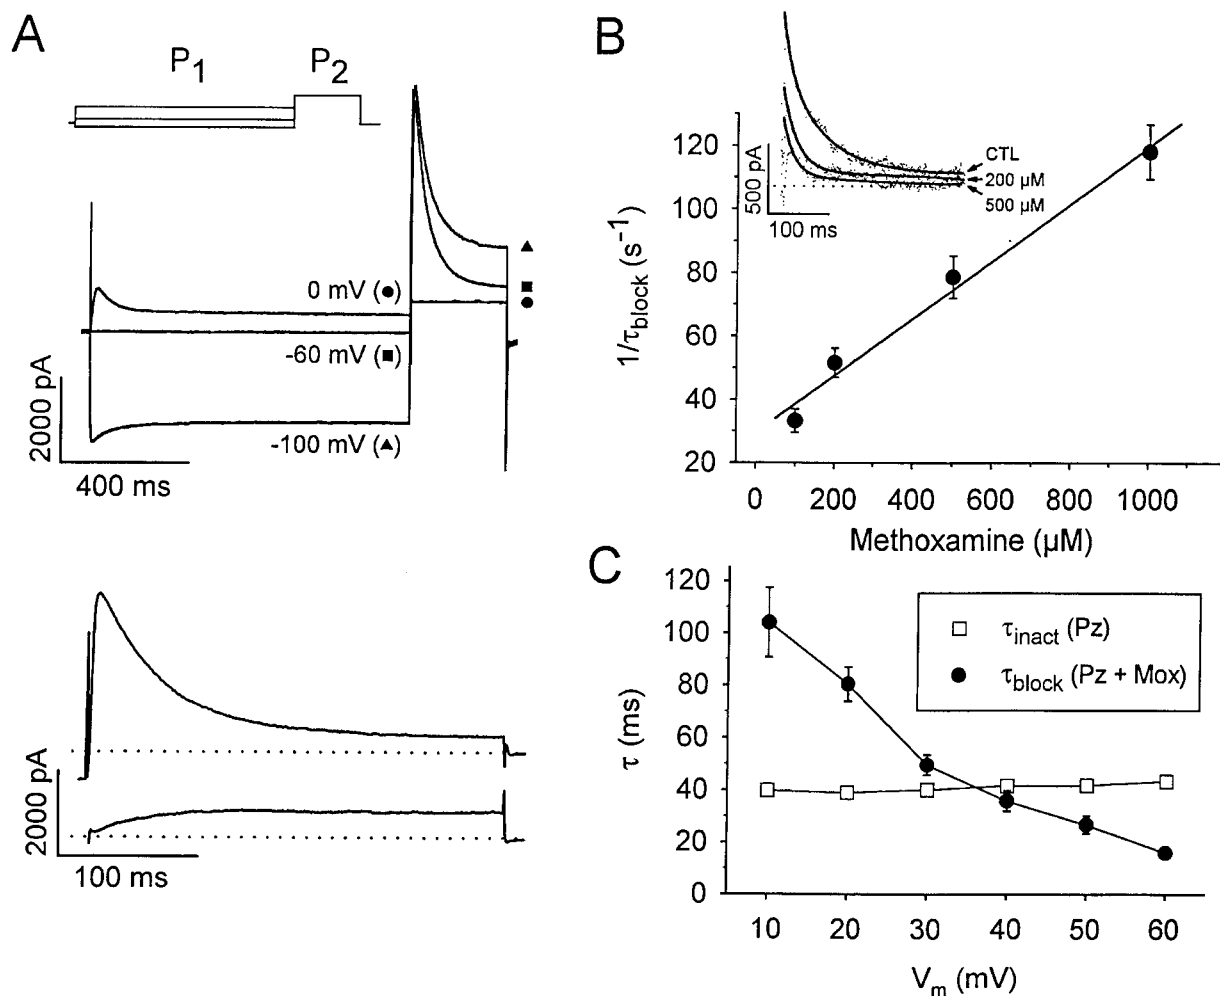 A
P1 P2
0 mV (●)
-60 mV (■)
-100 mV (▲)
▲
■
●
2000 pA
400 ms
2000 pA
100 ms
B
CTL
200 µM
500 µM
500 pA
100 ms
1/τblock (s⁻¹)
120
100
80
60
40
20
0 200 400 600 800 1000
Methoxamine (µM)
C
τinact (Pz)
τblock (Pz + Mox)
τ (ms)
120
100
80
60
40
20
0
10 20 30 40 50 60
Vm (mV)